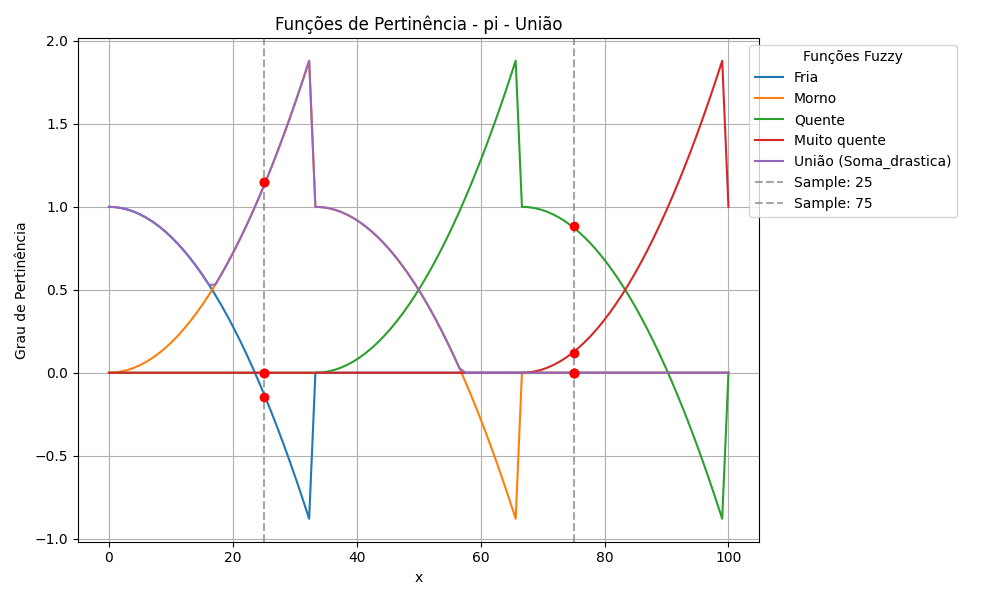 Funções de Pertinência - pi - União
Grau de Pertinência
2.0
1.5
1.0
0.5
0.0
−0.5
−1.0
0 20 40 60 80 100
x
Funções Fuzzy
Fria
Morno
Quente
Muito quente
União (Soma_drastica)
Sample: 25
Sample: 75